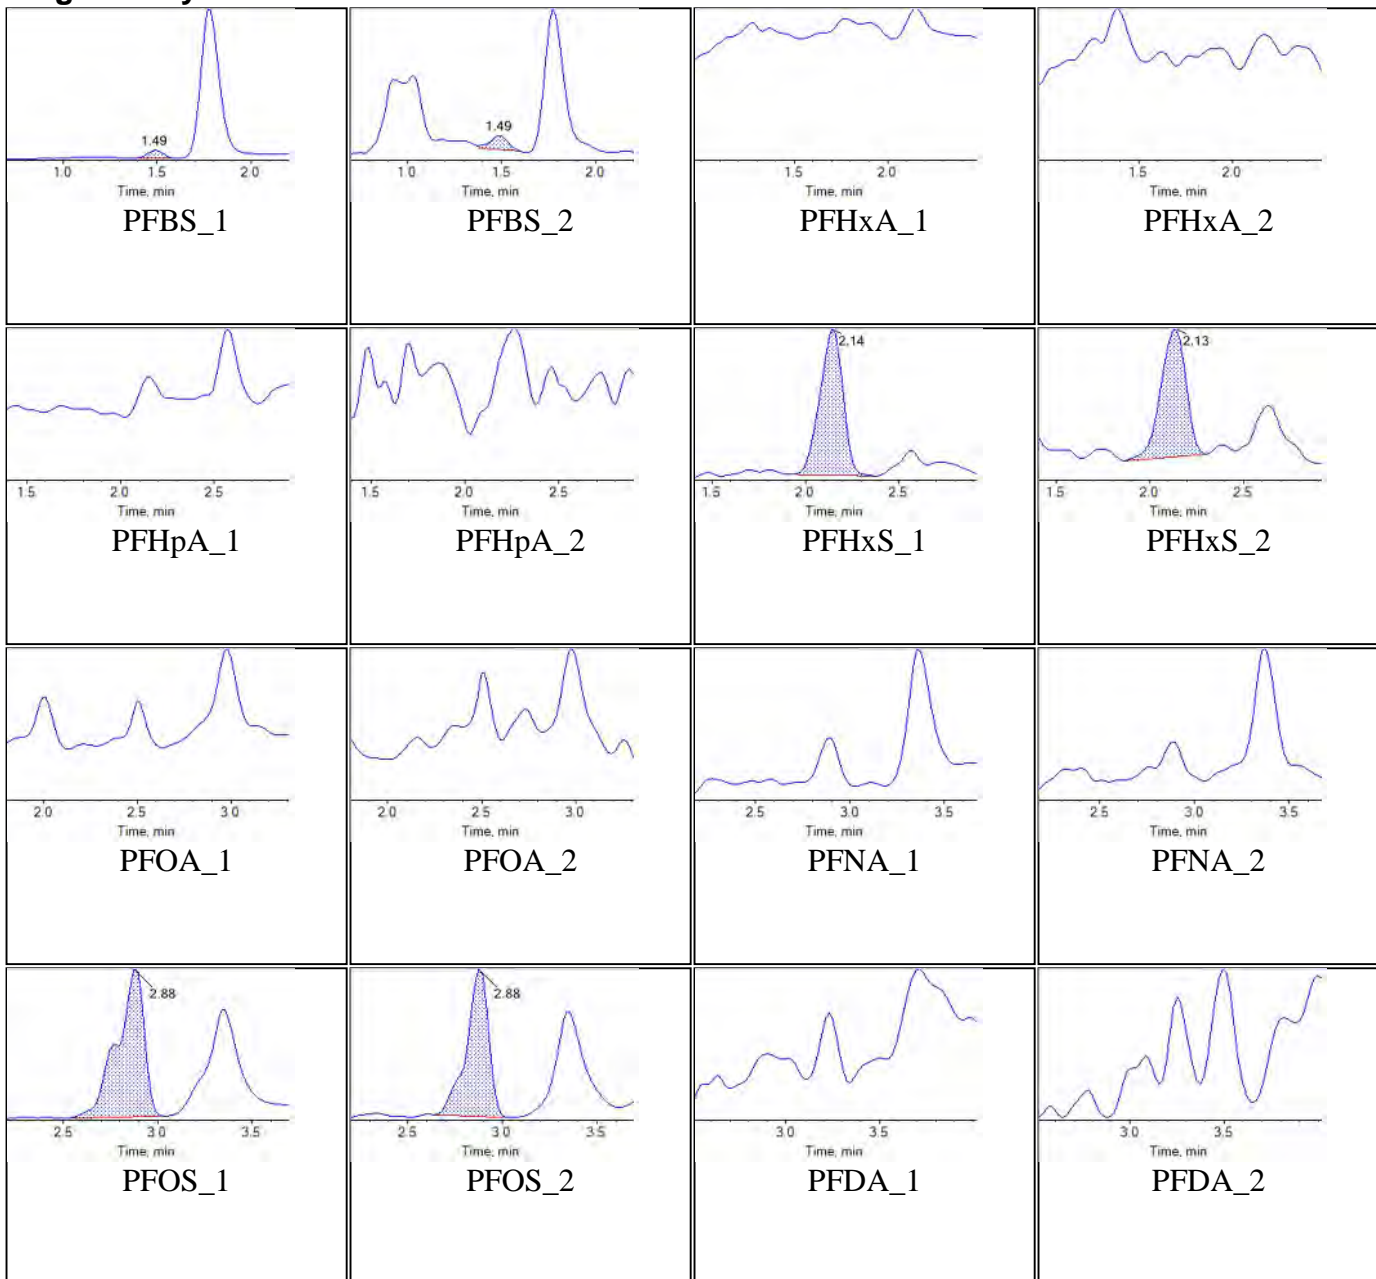 1.49
1.0 1.5 2.0
Time, min
PFBS_1
1.49
1.0 1.5 2.0
Time, min
PFBS_2
1.5 2.0
Time, min
PFHxA_1
1.5 2.0
Time, min
PFHxA_2
1.5 2.0 2.5
Time, min
PFHpA_1
1.5 2.0 2.5
Time, min
PFHpA_2
2.14
1.5 2.0 2.5
Time, min
PFHxS_1
2.13
1.5 2.0 2.5
Time, min
PFHxS_2
2.0 2.5 3.0
Time, min
PFOA_1
2.0 2.5 3.0
Time, min
PFOA_2
2.5 3.0 3.5
Time, min
PFNA_1
2.5 3.0 3.5
Time, min
PFNA_2
2.88
2.5 3.0 3.5
Time, min
PFOS_1
2.88
2.5 3.0 3.5
Time, min
PFOS_2
3.0 3.5
Time, min
PFDA_1
3.0 3.5
Time, min
PFDA_2